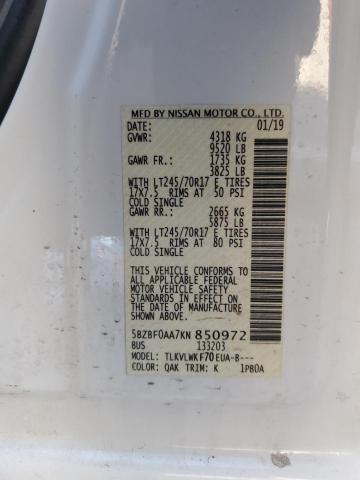 MFD BY NISSAN MOTOR CO., LTD.
DATE: 01/19
GVWR: 4318 KG
9520 LB
GAWR FR: 1735 KG
3825 LB
WITH LT245/70R17 E TIRES
17X7.5 RIMS AT 50 PSI
COLD SINGLE
GAWR RR: 2665 KG
5875 LB
WITH LT245/70R17 E TIRES
17X7.5 RIMS AT 80 PSI
COLD SINGLE
THIS VEHICLE CONFORMS TO ALL
APPLICABLE FEDERAL
MOTOR VEHICLE SAFETY STANDARDS
IN EFFECT ON THE DATE OF
MANUFACTURE
SHOWN ABOVE.
5BZBF0AA7KN 850972
BUS 133203
MODEL: TLKVLWKF70EUA-B---
COLOR: QAK TRIM: K 1PB0A